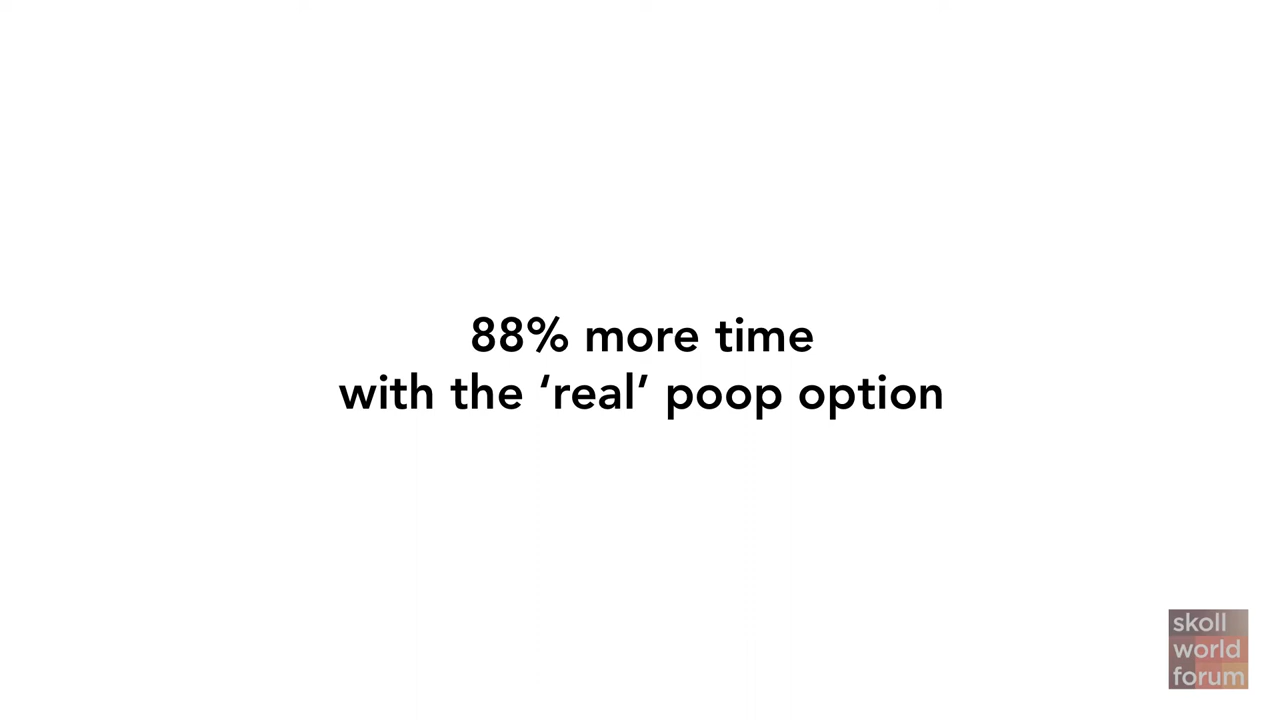 88% more time
with the ‘real’ poop option
skoll
world
forum